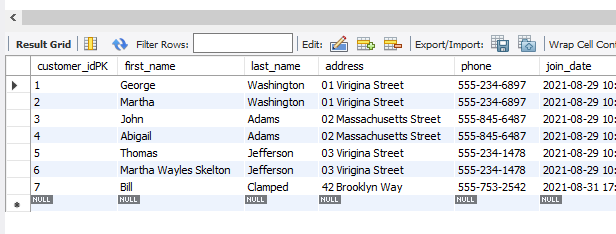 Result Grid Filter Rows: Edit: Export/Import: Wrap Cell Cont
customer_idPK first_name last_name address phone join_date
1 George Washington 01 Virigina Street 555-234-6897 2021-08-29 10:
2 Martha Washington 01 Virigina Street 555-234-6897 2021-08-29 10:
3 John Adams 02 Massachusetts Street 555-845-6487 2021-08-29 10:
4 Abigail Adams 02 Massachusetts Street 555-845-6487 2021-08-29 10:
5 Thomas Jefferson 03 Virigina Street 555-234-1478 2021-08-29 10:
6 Martha Wayles Skelton Jefferson 03 Virigina Street 555-234-1478 2021-08-29 10:
7 Bill Clamped 42 Brooklyn Way 555-753-2542 2021-08-31 17:
NULL NULL NULL NULL NULL NULL